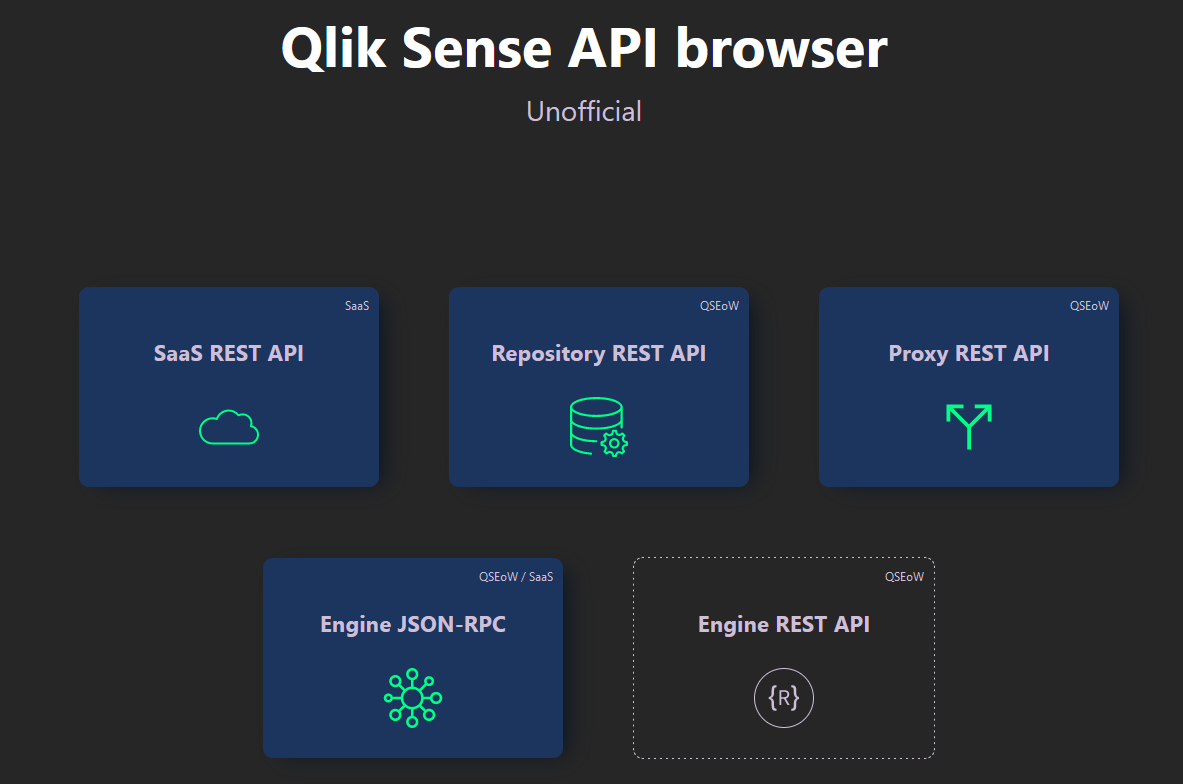 Qlik Sense API browser
Unofficial
SaaS
SaaS REST API
QSEoW
Repository REST API
QSEoW
Proxy REST API
QSEoW / SaaS
Engine JSON-RPC
QSEoW
Engine REST API
{R}